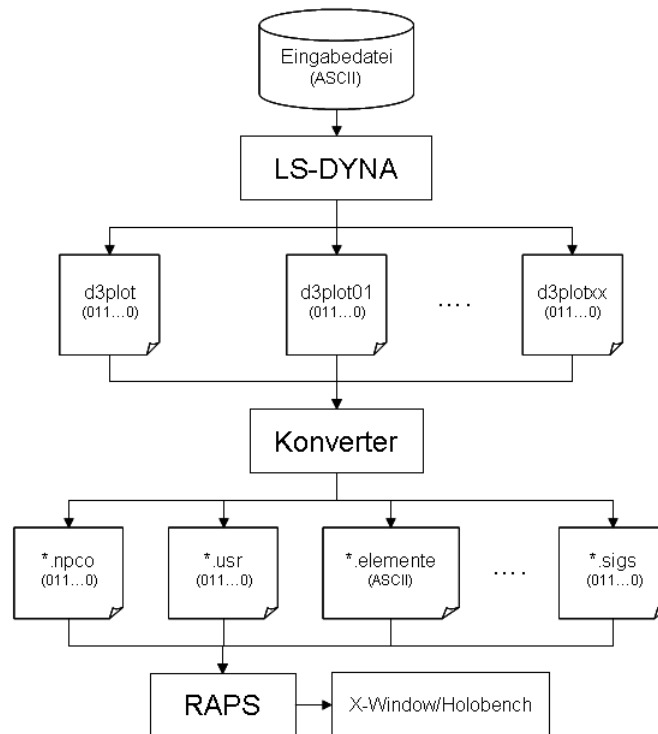 Eingabedatei
(ASCII)
LS-DYNA
d3plot
(011...0)
d3plot01
(011...0)
....
d3plotxx
(011...0)
Konverter
*.npco
(011...0)
*.usr
(011...0)
*.elemente
(ASCII)
....
*.sigs
(011...0)
RAPS
X-Window/Holobench